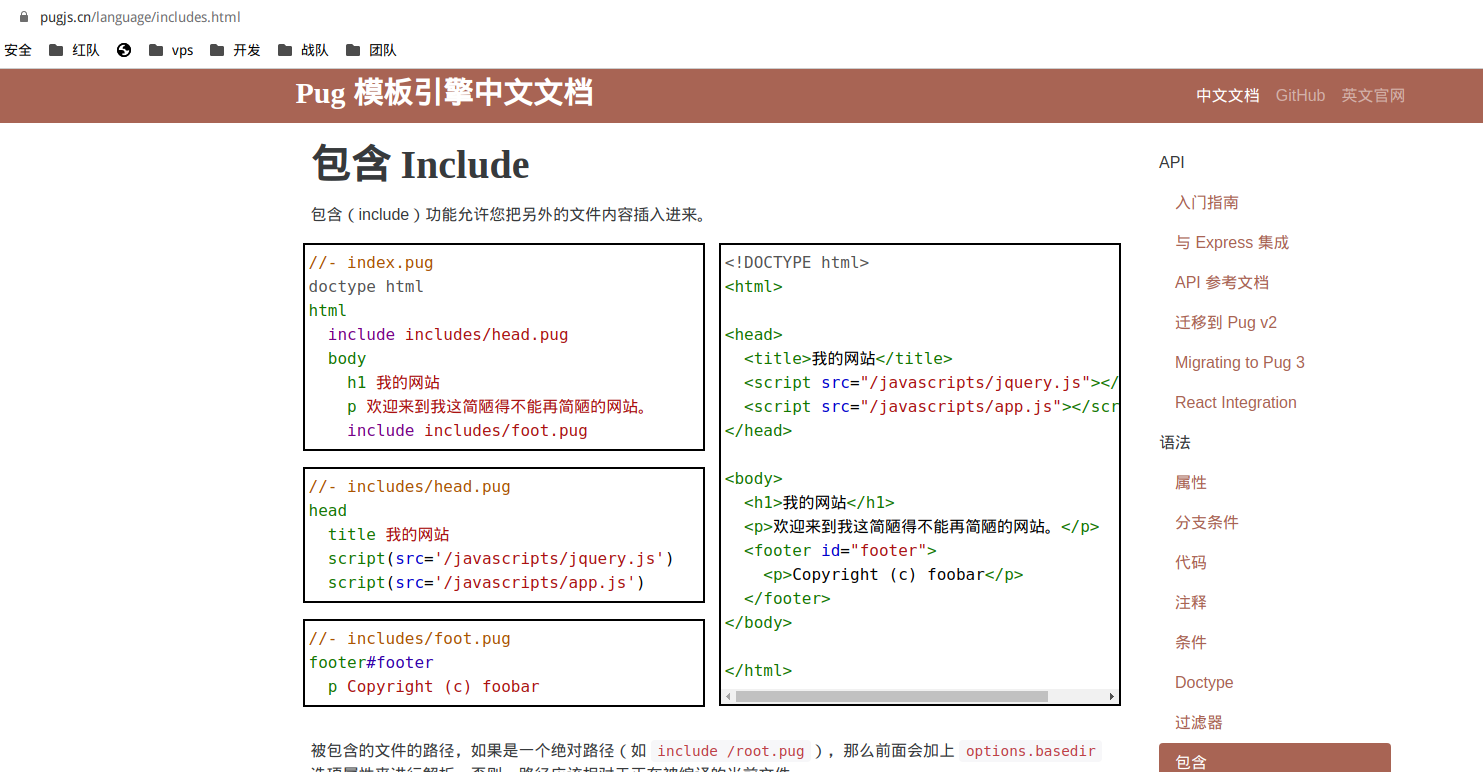 pugjs.cn/language/includes.html
安全 红队 vps 开发 战队 团队
Pug 模板引擎中文文档
中文文档 GitHub 英文官网
包含 Include
包含（include）功能允许您把另外的文件内容插入进来。
//- index.pug
doctype html
html
include includes/head.pug
body
h1 我的网站
p 欢迎来到我这简陋得不能再简陋的网站。
include includes/foot.pug
//- includes/head.pug
head
title 我的网站
script(src='/javascripts/jquery.js')
script(src='/javascripts/app.js')
//- includes/foot.pug
footer#footer
p Copyright (c) foobar
<!DOCTYPE html>
<html>
<head>
<title>我的网站</title>
<script src="/javascripts/jquery.js"></
<script src="/javascripts/app.js"></scr
</head>
<body>
<h1>我的网站</h1>
<p>欢迎来到我这简陋得不能再简陋的网站。</p>
<footer id="footer">
<p>Copyright (c) foobar</p>
</footer>
</body>
</html>
被包含的文件的路径，如果是一个绝对路径（如 include /root.pug ），那么前面会加上 options.basedir
选项属性来进行解析。否则，路径应该相对于正在被编译的当前文件。
API
入门指南
与 Express 集成
API 参考文档
迁移到 Pug v2
Migrating to Pug 3
React Integration
语法
属性
分支条件
代码
注释
条件
Doctype
过滤器
包含